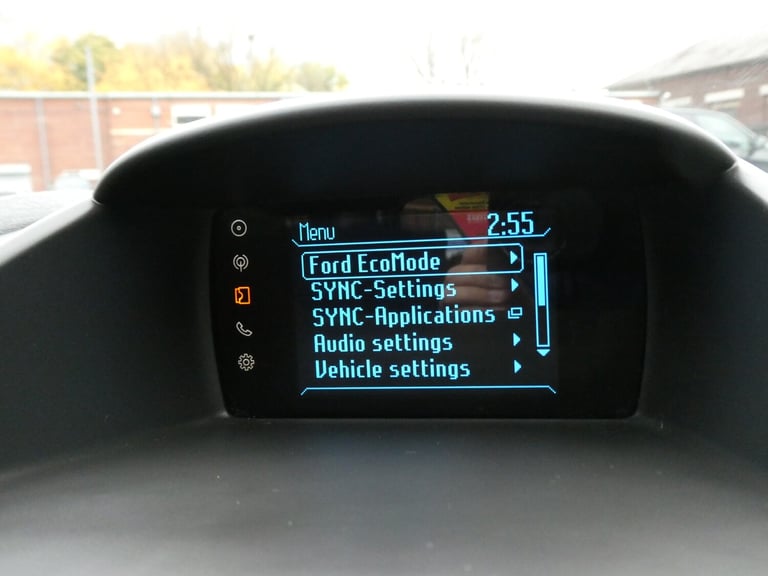 Menu 2:55
Ford EcoMode
SYNC-Settings
SYNC-Applications
Audio settings
Vehicle settings